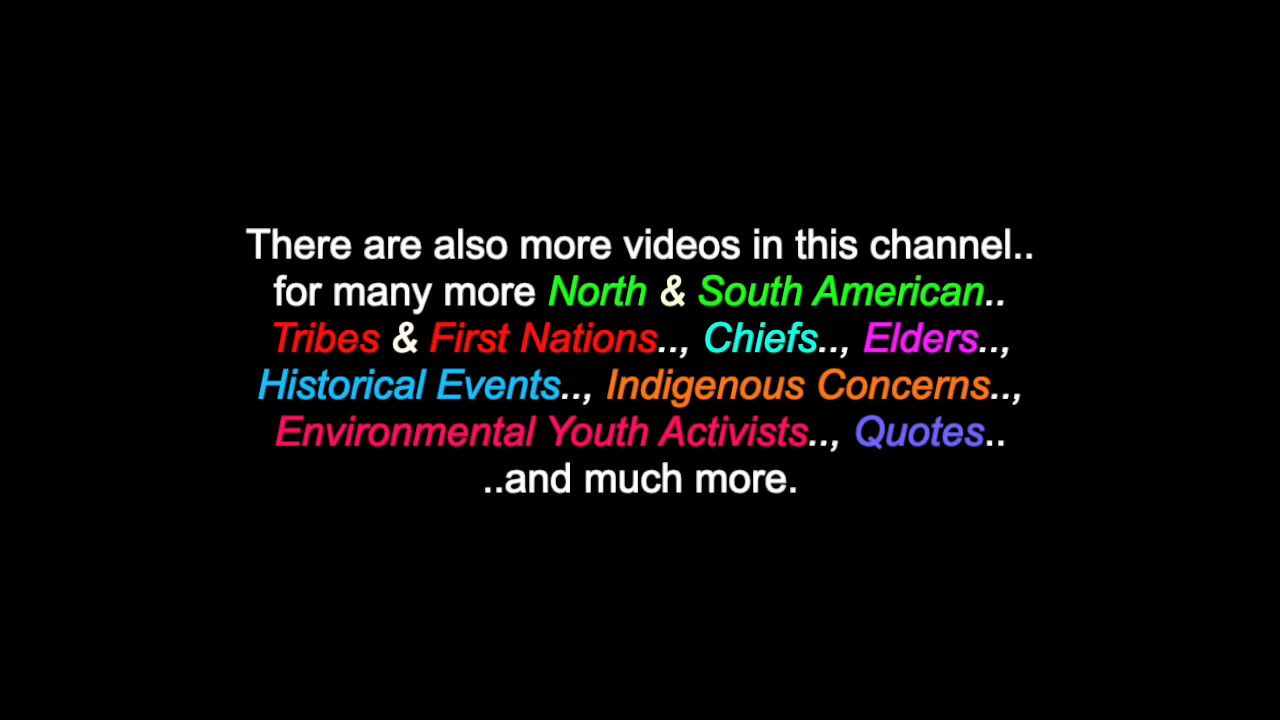 There are also more videos in this channel..
for many more North & South American..
Tribes & First Nations.., Chiefs.., Elders..,
Historical Events.., Indigenous Concerns..,
Environmental Youth Activists.., Quotes..
..and much more.